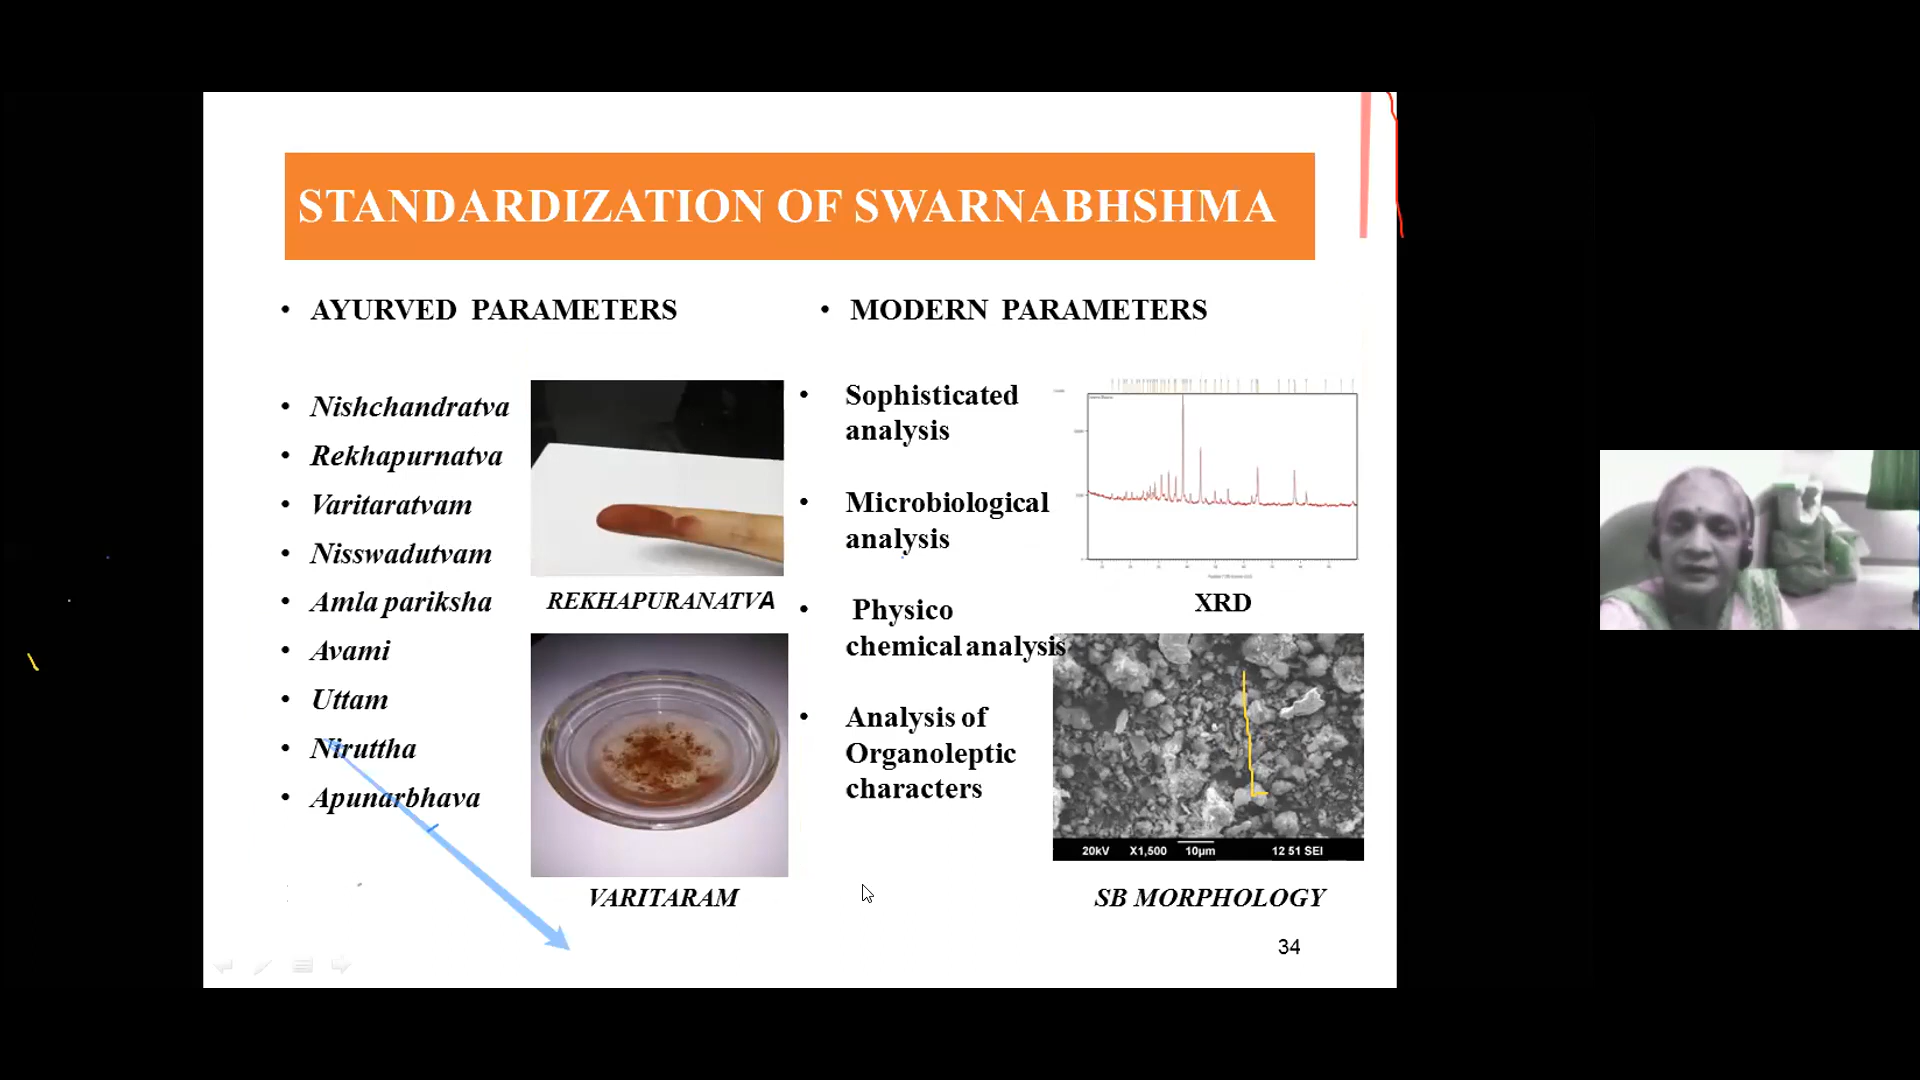 STANDARDIZATION OF SWARNABHSHMA
• AYURVED PARAMETERS
• Nishchandratva
• Rekhapurnatva
• Varitaratvam
• Nisswadutvam
• Amla pariksha
• Avami
• Uttam
• Niruttha
• Apunarbhava
REKHAPURANATVA
VARITARAM
• MODERN PARAMETERS
• Sophisticated
analysis
• Microbiological
analysis
• Physico
chemical analysis
• Analysis of
Organoleptic
characters
XRD
20kV X1,500 10µm 12 51 SEI
SB MORPHOLOGY
34